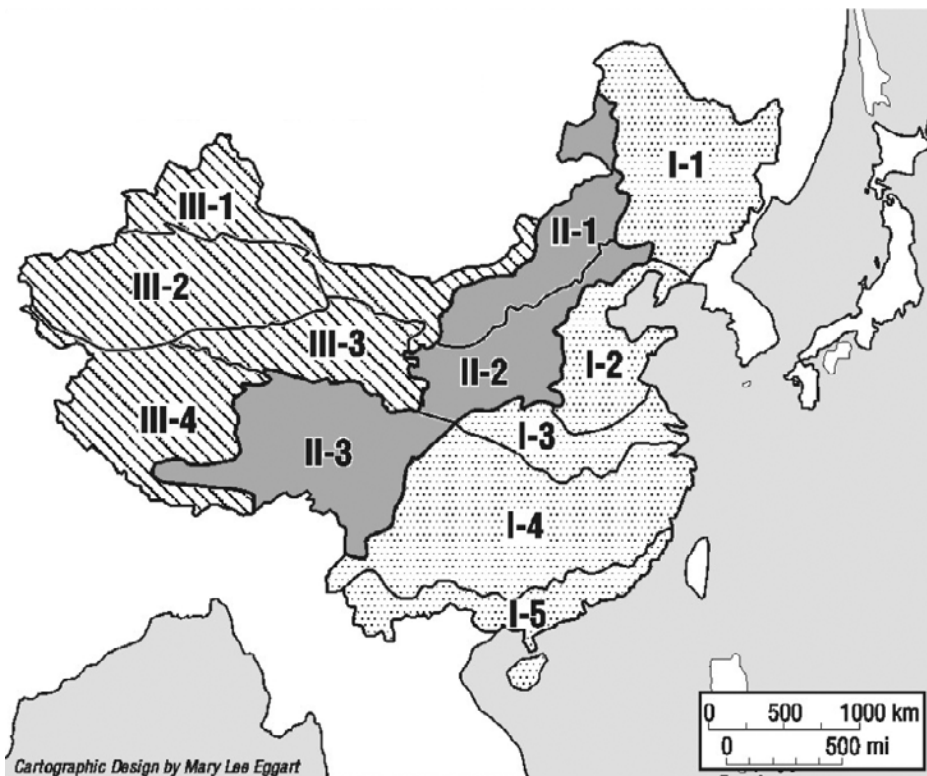 I-1
III-1
II-1
III-2
III-3
I-2
II-2
III-4
I-3
II-3
I-4
I-5
0 500 1000 km
0 500 mi
Cartographic Design by Mary Lee Eggart